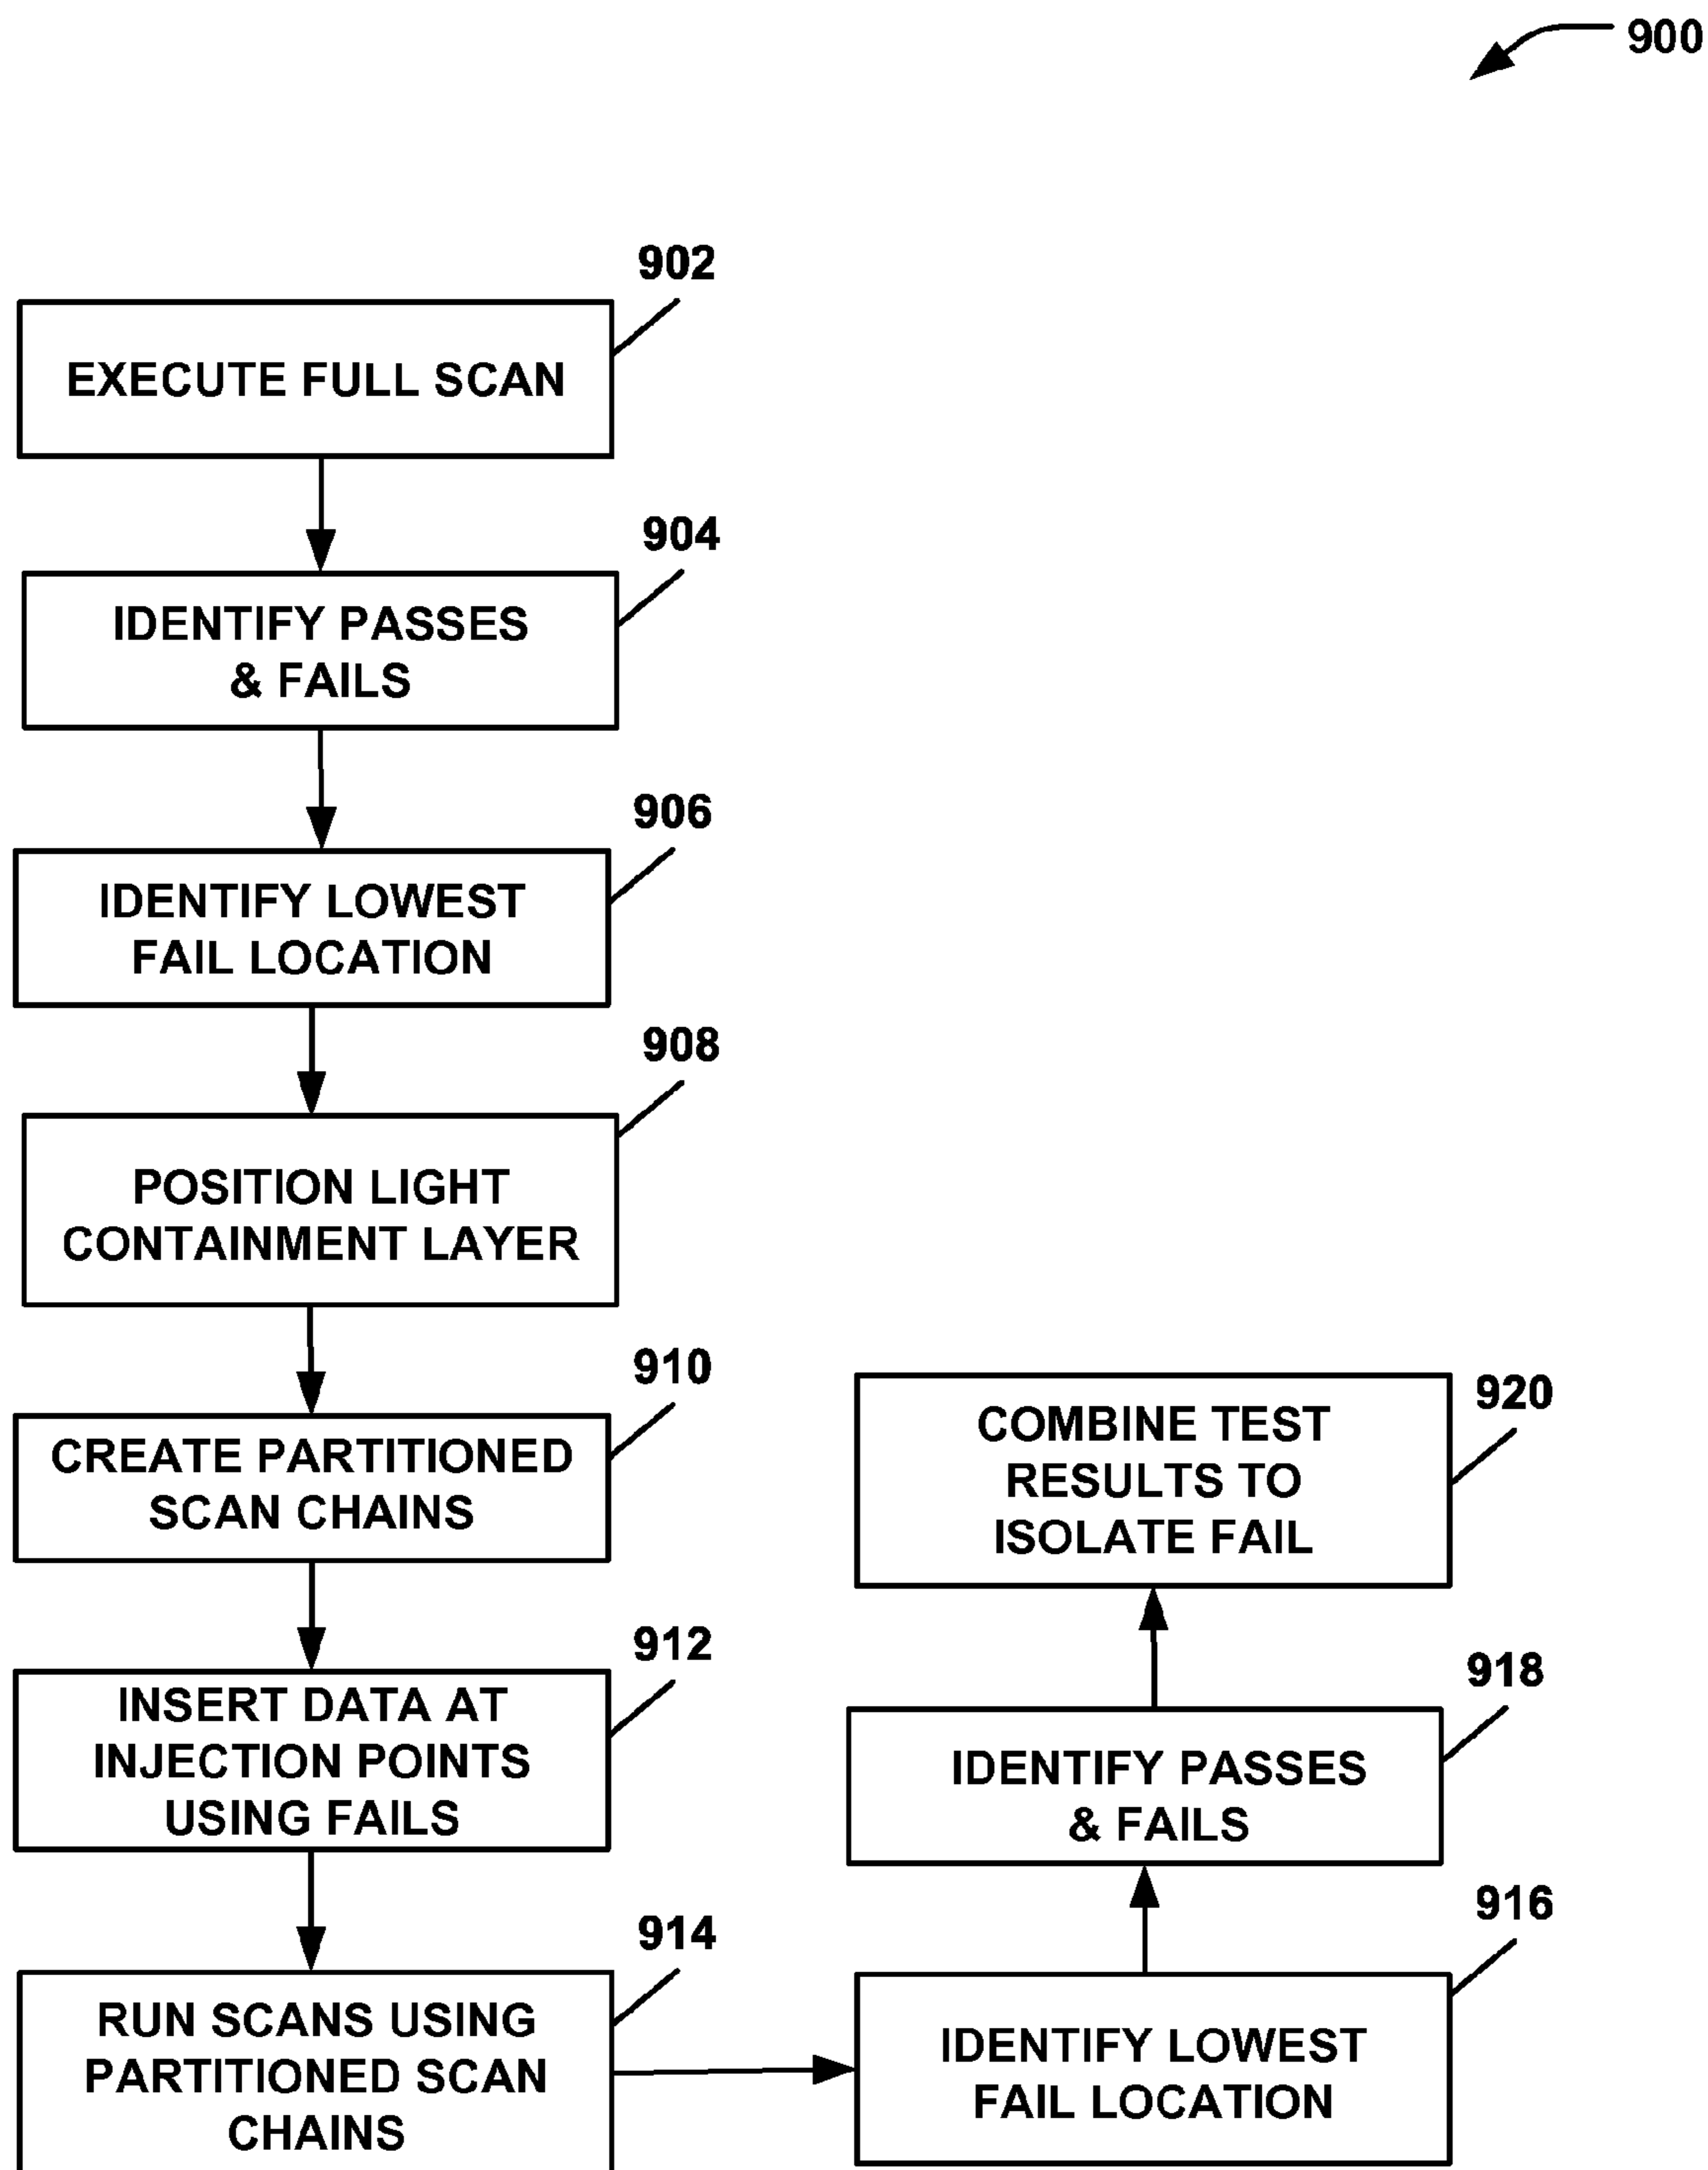 900
902
EXECUTE FULL SCAN
904
IDENTIFY PASSES
& FAILS
906
IDENTIFY LOWEST
FAIL LOCATION
908
POSITION LIGHT
CONTAINMENT LAYER
910
CREATE PARTITIONED
SCAN CHAINS
912
INSERT DATA AT
INJECTION POINTS
USING FAILS
914
RUN SCANS USING
PARTITIONED SCAN
CHAINS
916
IDENTIFY LOWEST
FAIL LOCATION
918
IDENTIFY PASSES
& FAILS
920
COMBINE TEST
RESULTS TO
ISOLATE FAIL